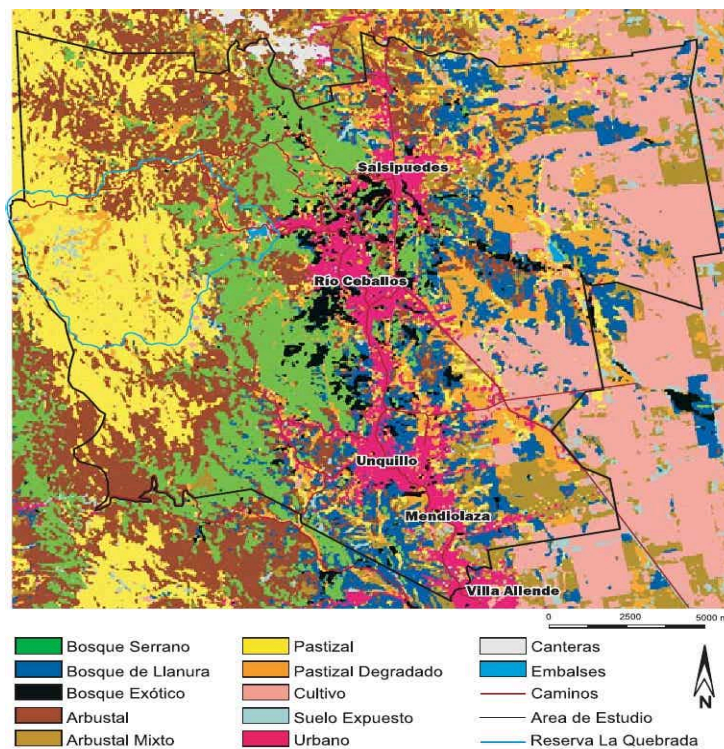 Salsipuedes
Río Ceballos
Unquillo
Mendiolaza
Villa Allende
0 2500 5000 m
Bosque Serrano
Bosque de Llanura
Bosque Exótico
Arbustal
Arbustal Mixto
Pastizal
Pastizal Degradado
Cultivo
Suelo Expuesto
Urbano
Canteras
Embalses
Caminos
Area de Estudio
Reserva La Quebrada
N